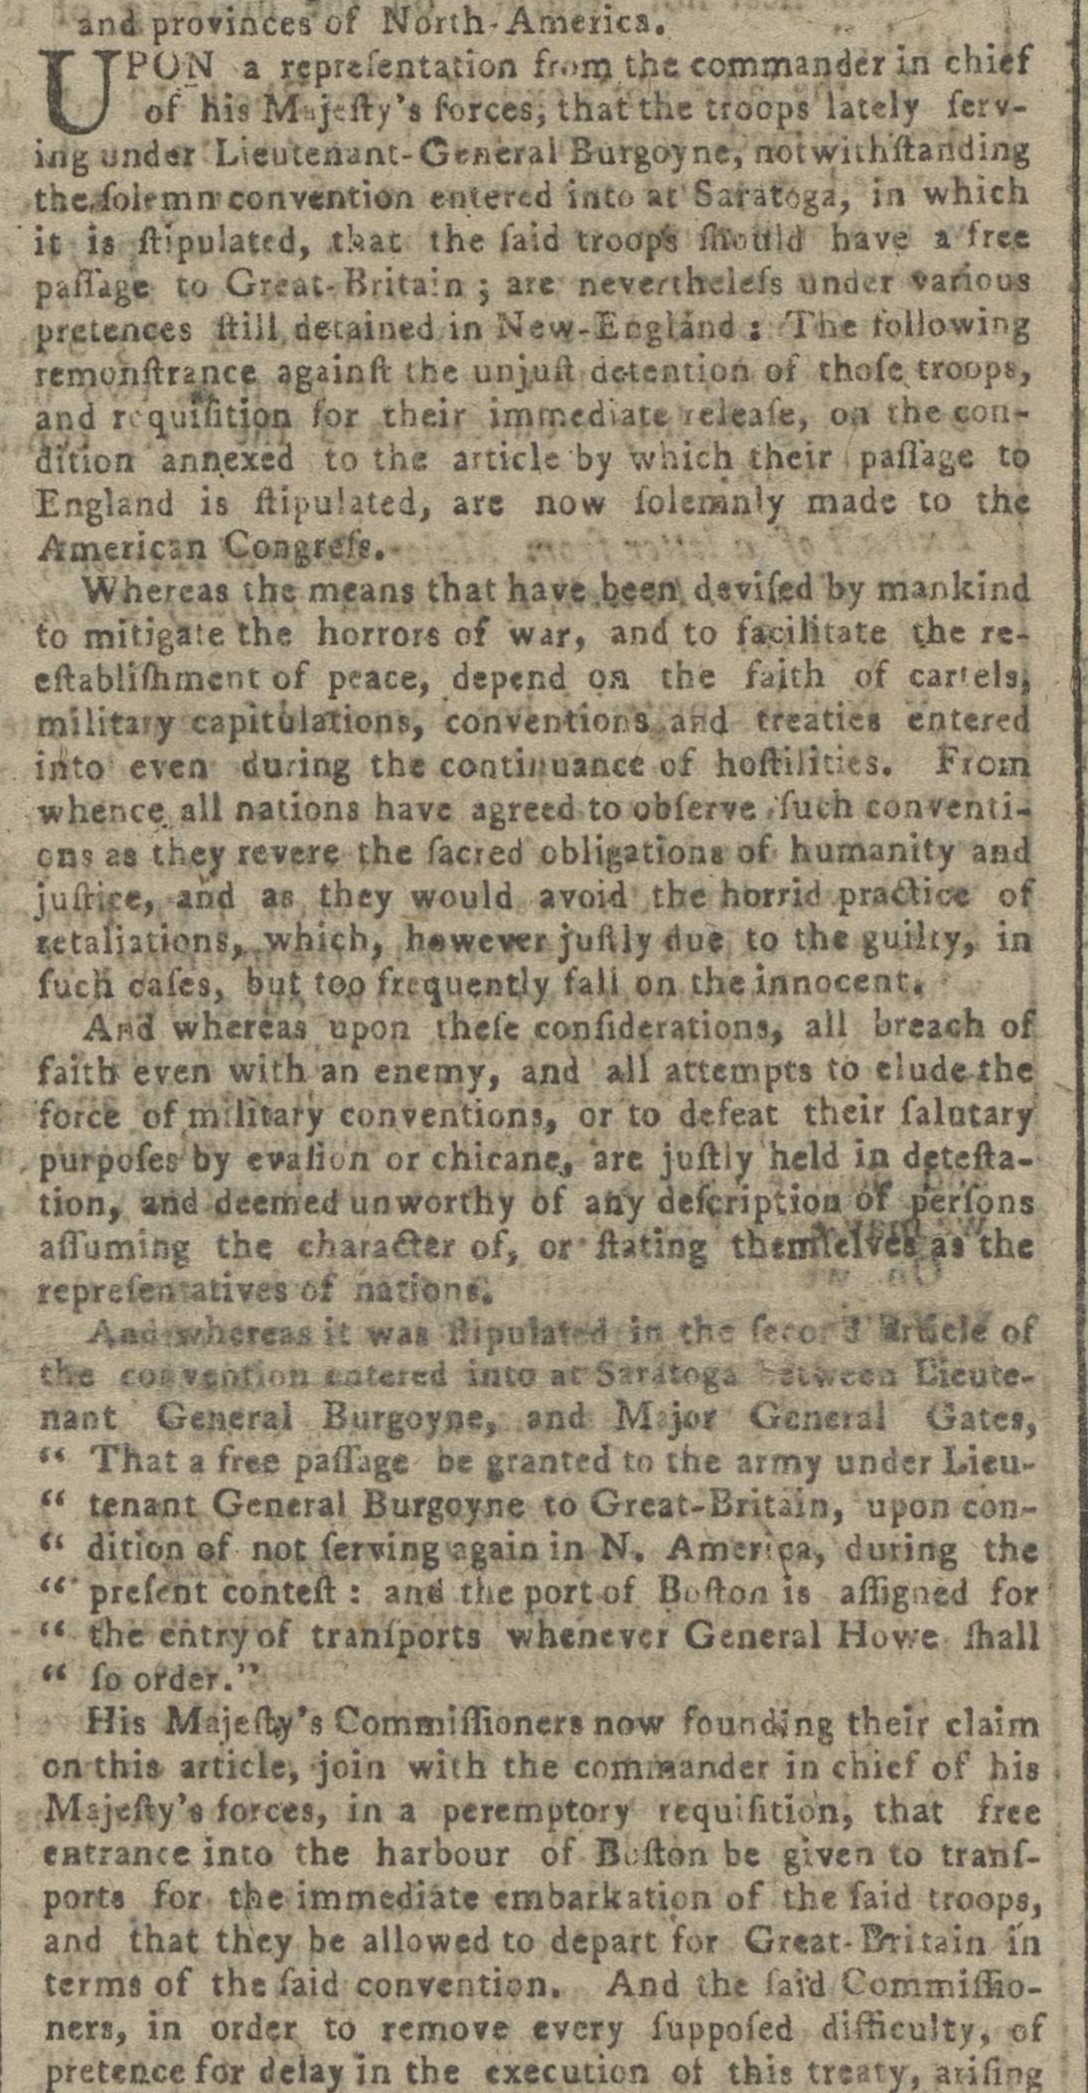 and provinces of North-America.
UPON a repreſentation from the commander in chief
of his Majeſty's forces, that the troops lately ſerv-
ing under Lieutenant-General Burgoyne, notwithſtanding
the ſolemn convention entered into at Saratoga, in which
it is ſtipulated, that the ſaid troops ſhould have a free
paſſage to Great-Britain ; are nevertheleſs under various
pretences ſtill detained in New-England : The following
remonſtrance againſt the unjuſt detention of thoſe troops,
and requiſition for their immediate releaſe, on the con-
dition annexed to the article by which their paſſage to
England is ſtipulated, are now ſolemnly made to the
American Congreſs.
Whereas the means that have been deviſed by mankind
to mitigate the horrors of war, and to facilitate the re-
eſtabliſhment of peace, depend on the faith of cartels,
military capitulations, conventions and treaties entered
into even during the continuance of hoſtilities. From
whence all nations have agreed to obſerve ſuch conventi-
ons as they revere the ſacred obligations of humanity and
juſtice, and as they would avoid the horrid practice of
retaliations, which, however juſtly due to the guilty, in
ſuch caſes, but too frequently fall on the innocent.
And whereas upon theſe conſiderations, all breach of
faith even with an enemy, and all attempts to elude the
force of military conventions, or to defeat their ſalutary
purpoſes by evaſion or chicane, are juſtly held in deteſta-
tion, and deemed unworthy of any deſcription of perſons
aſſuming the character of, or ſtating themſelves as the
repreſentatives of nations.
And whereas it was ſtipulated in the ſecond article of
the convention entered into at Saratoga between Lieute-
nant General Burgoyne, and Major General Gates,
“ That a free paſſage be granted to the army under Lieu-
“ tenant General Burgoyne to Great-Britain, upon con-
“ dition of not ſerving again in N. America, during the
“ preſent conteſt : and the port of Boſton is aſſigned for
“ the entry of tranſports whenever General Howe ſhall
“ ſo order.”
His Majeſty's Commiſſioners now founding their claim
on this article, join with the commander in chief of his
Majeſty's forces, in a peremptory requiſition, that free
entrance into the harbour of Boſton be given to tranſ-
ports for the immediate embarkation of the ſaid troops,
and that they be allowed to depart for Great-Britain in
terms of the ſaid convention. And the ſaid Commiſſio-
ners, in order to remove every ſuppoſed difficulty, of
pretence for delay in the execution of this treaty, ariſing